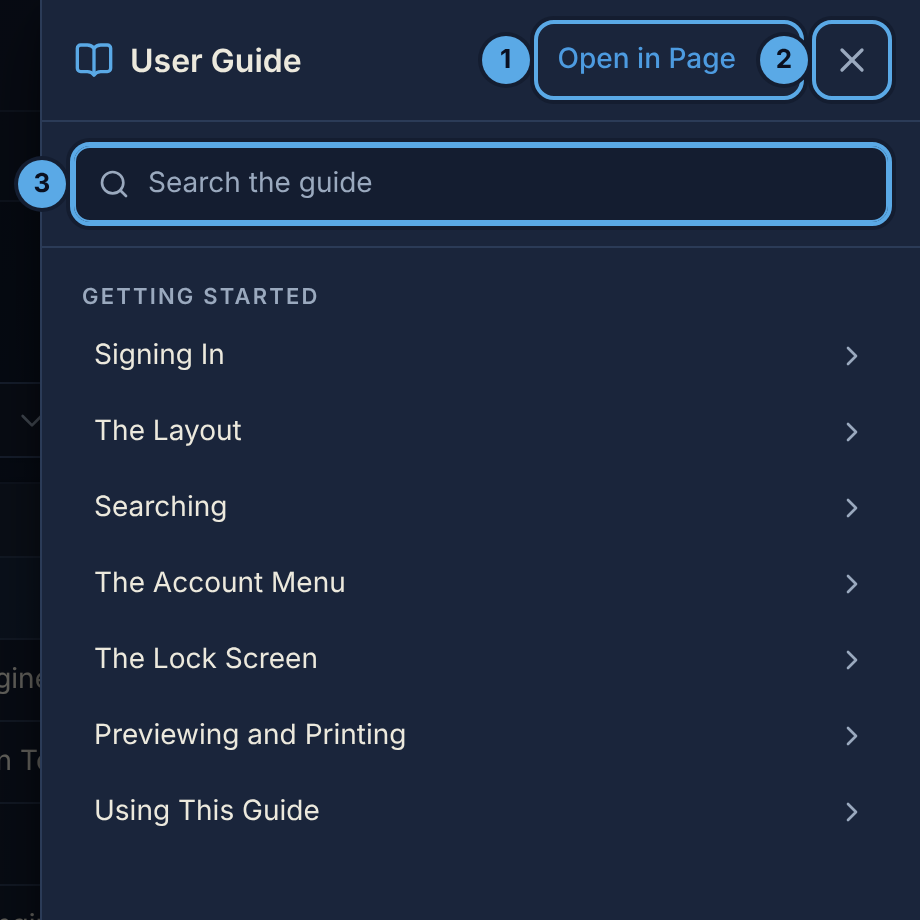 User Guide
1
Open in Page
2
3
Search the guide
GETTING STARTED
Signing In
The Layout
Searching
The Account Menu
The Lock Screen
Previewing and Printing
Using This Guide